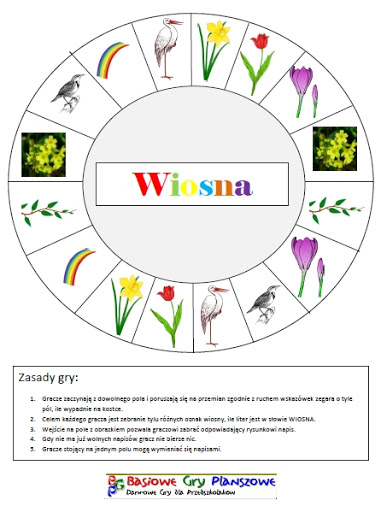 Wiosna
Zasady gry:
1. Gracze zaczynają z dowolnego pola i poruszają się na przemian zgodnie z ruchem wskazówek zegara o tyle
pól, ile wypadnie na kostce.
2. Celem każdego gracza jest zebranie tylu różnych oznak wiosny, ile liter jest w słowie WIOSNA.
3. Wejście na pole z obrazkiem pozwala graczowi zabrać odpowiadający rysunkowi napis.
4. Gdy nie ma już wolnych napisów gracz nie bierze nic.
5. Gracze stojący na jednym polu mogą wymieniać się napisami.
Basiowe Gry Planszowe
Darmowe Gry dla Przedszkolaków